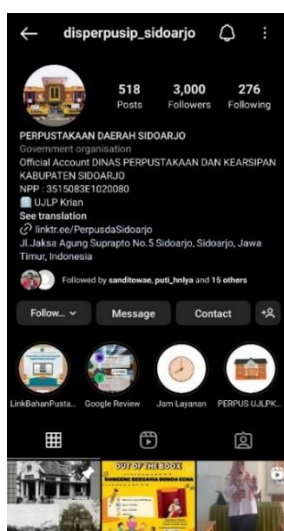 disperpusip_sidoarjo
518 3,000 276
Posts Followers Following
PERPUSTAKAAN DAERAH SIDOARJO
Government organisation
Official Account DINAS PERPUSTAKAAN DAN KEARSIPAN
KABUPATEN SIDOARJO
NPP : 3515083E1020080
UJLP Krian
See translation
linktr.ee/PerpusdaSidoarjo
Jl.Jaksa Agung Suprapto No.5 Sidoarjo, Sidoarjo, Jawa
Timur, Indonesia
Followed by sanditowae, puti_hnlya and 15
others
Follow... Message Contact
LinkBahanPusta... Google Review Jam Layanan PERPUS UJLPK...
OUT OF THE BOOX
DONGENG BERSAMA BUNDA ECHA